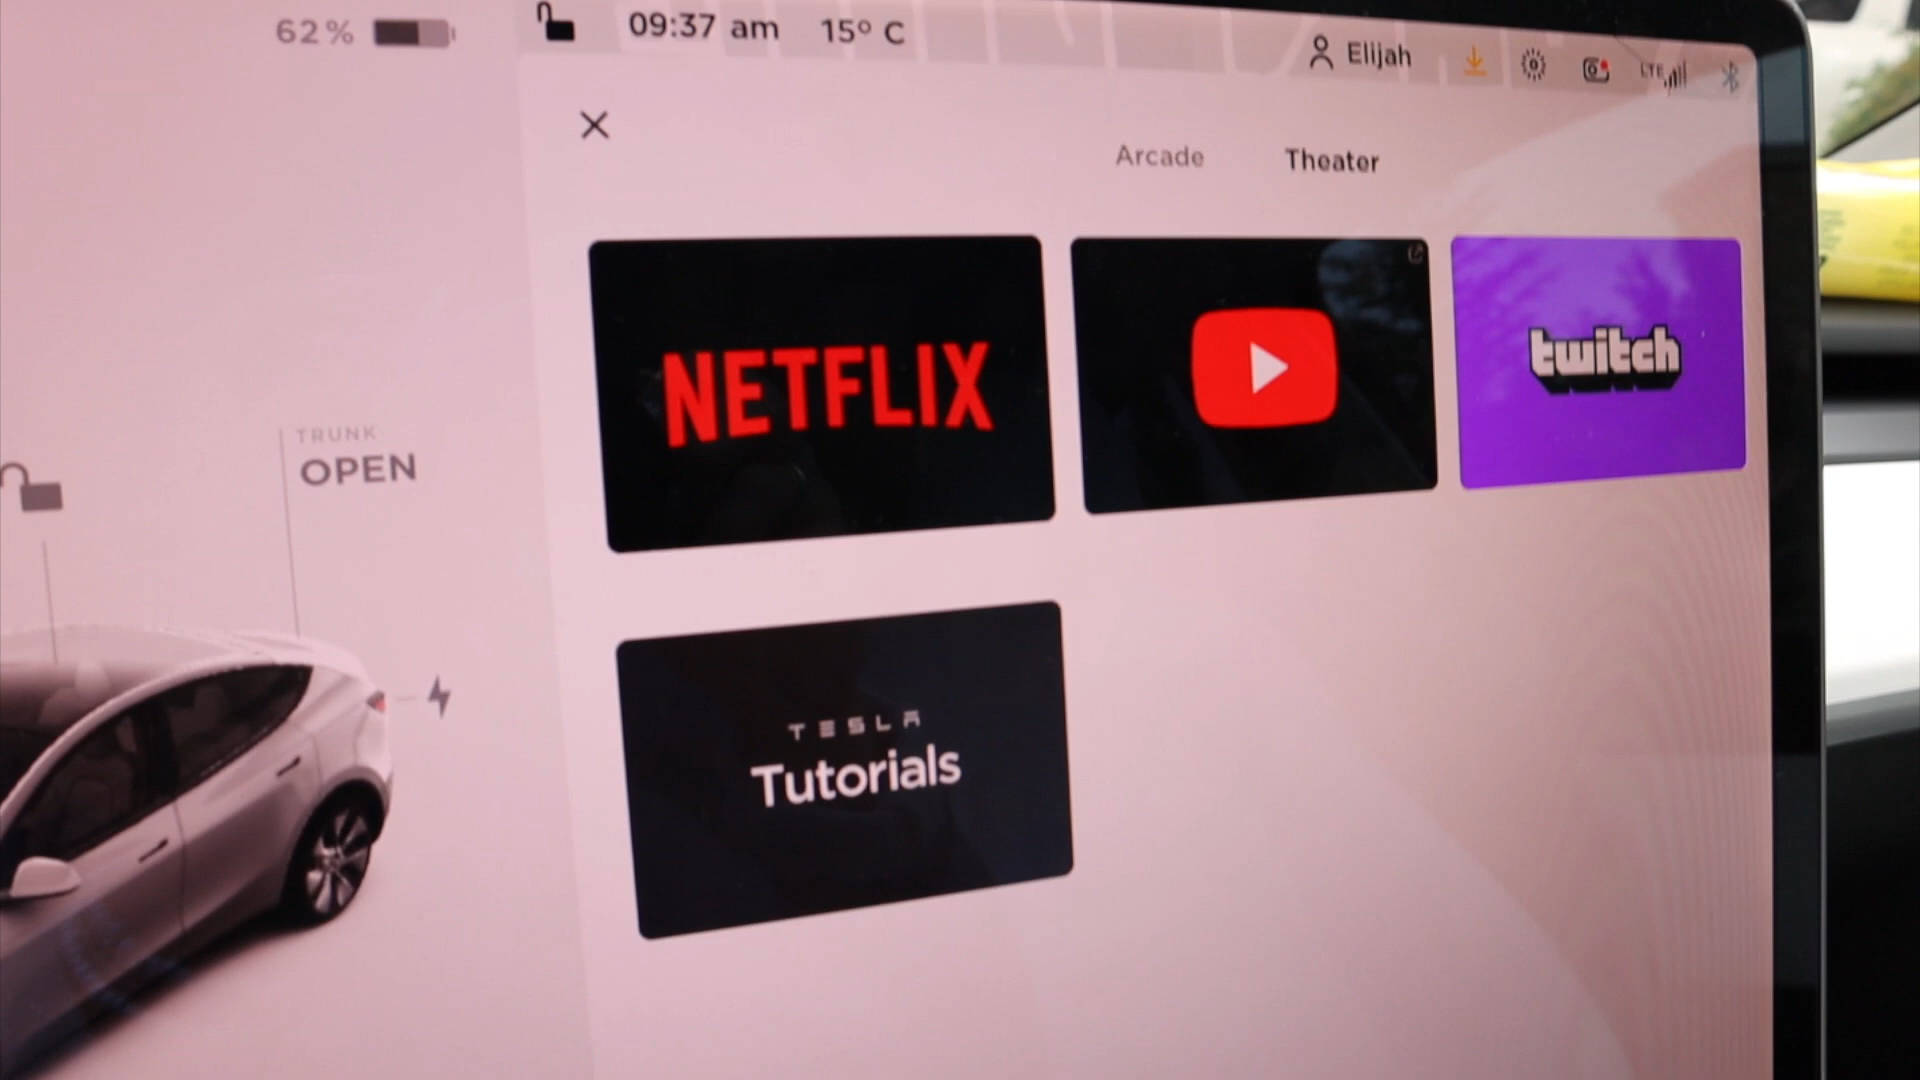 62%
09:37 am
15° C
Elijah
LTE
Arcade
Theater
NETFLIX
twitch
TRUNK
OPEN
TESLA
Tutorials